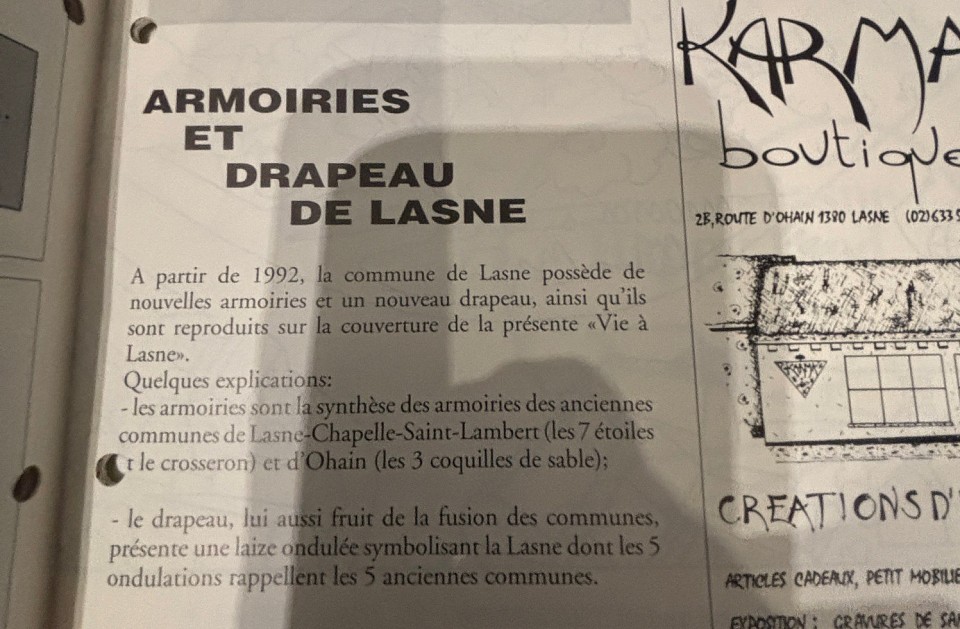 ARMOIRIES
ET
DRAPEAU
DE LASNE
A partir de 1992, la commune de Lasne possède de
nouvelles armoiries et un nouveau drapeau, ainsi qu'ils
sont reproduits sur la couverture de la présente «Vie à
Lasne».
Quelques explications:
- les armoiries sont la synthèse des armoiries des anciennes
communes de Lasne-Chapelle-Saint-Lambert (les 7 étoiles
t le crosseron) et d'Ohain (les 3 coquilles de sable);
- le drapeau, lui aussi fruit de la fusion des communes,
présente une laize ondulée symbolisant la Lasne dont les 5
ondulations rappellent les 5 anciennes communes.
KARMA
boutique
2B, ROUTE D'OHAIN 1380 LASNE (02) 633
KARMA
CREATIONS D'
ARTICLES CADEAUX, PETIT MOBILIE
EXPOSITION : GRAVURES DE SA